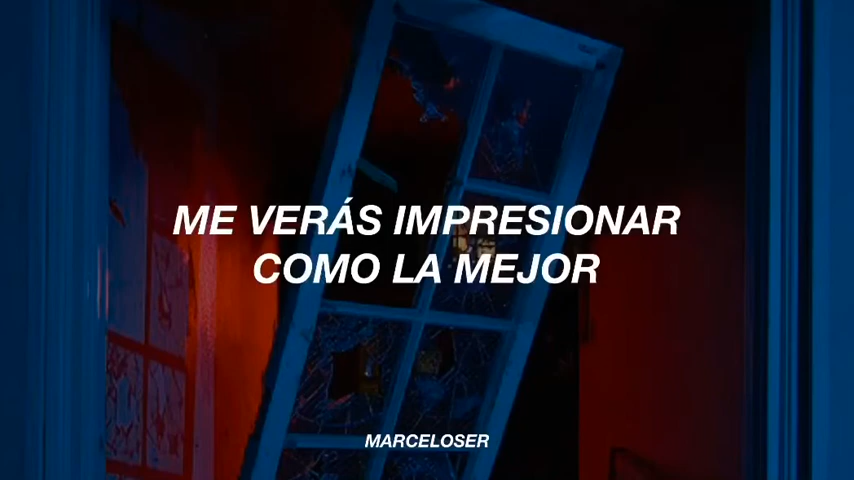 ME VERÁS IMPRESIONAR
COMO LA MEJOR
MARCELOSER